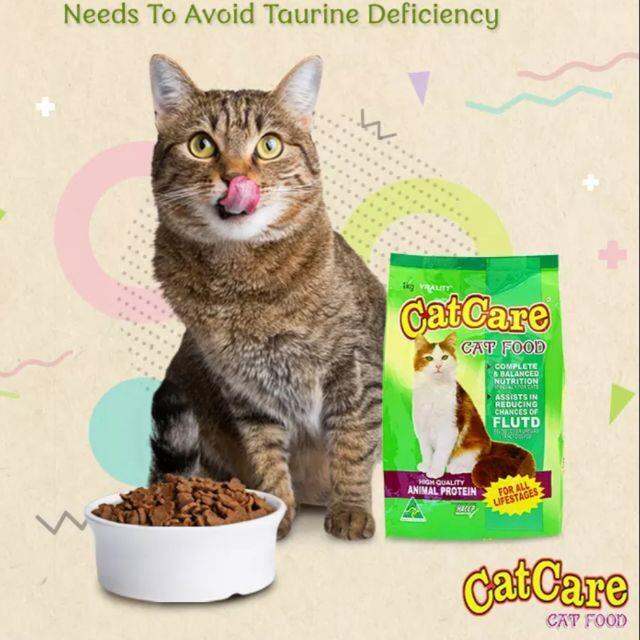 Needs To Avoid Taurine Deficiency
1kg VITALITY
CatCare
CAT FOOD
COMPLETE
& BALANCED
NUTRITION
ASSISTS IN
REDUCING
CHANCES OF
FLUTD
HIGH QUALITY
ANIMAL PROTEIN
HACCP
FOR ALL
LIFESTAGES
CatCare
CAT FOOD